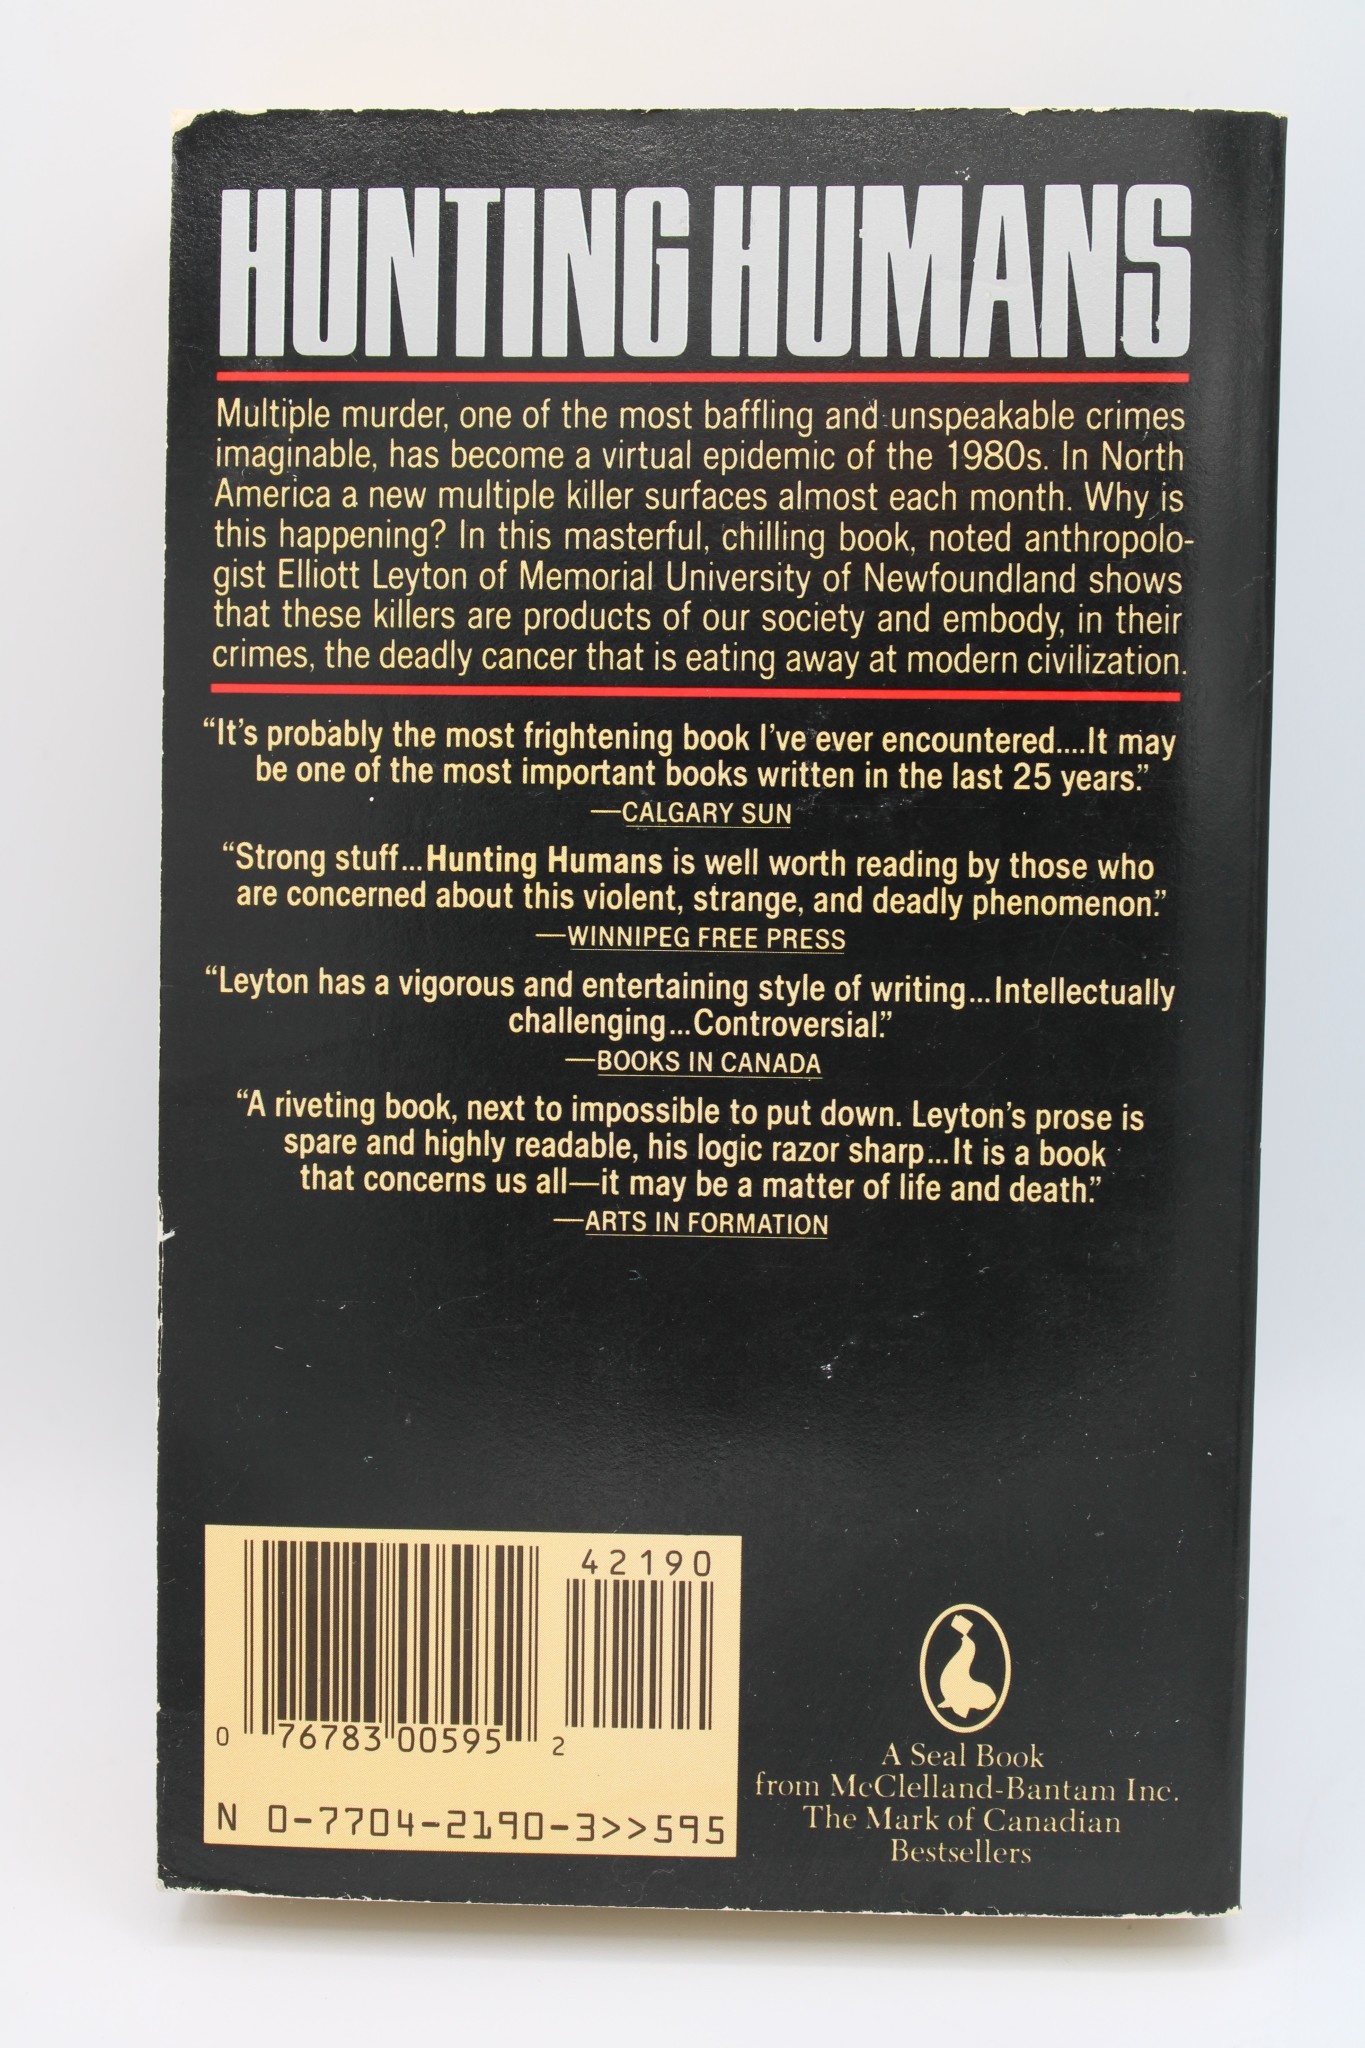 HUNTING HUMANS
Multiple murder, one of the most baffling and unspeakable crimes
imaginable, has become a virtual epidemic of the 1980s. In North
America a new multiple killer surfaces almost each month. Why is
this happening? In this masterful, chilling book, noted anthropolo-
gist Elliott Leyton of Memorial University of Newfoundland shows
that these killers are products of our society and embody, in their
crimes, the deadly cancer that is eating away at modern civilization.
“It’s probably the most frightening book I’ve ever encountered....It may
be one of the most important books written in the last 25 years.”
—CALGARY SUN
“Strong stuff...Hunting Humans is well worth reading by those who
are concerned about this violent, strange, and deadly phenomenon.”
—WINNIPEG FREE PRESS
“Leyton has a vigorous and entertaining style of writing...Intellectually
challenging...Controversial.”
—BOOKS IN CANADA
“A riveting book, next to impossible to put down. Leyton’s prose is
spare and highly readable, his logic razor sharp...It is a book
that concerns us all—it may be a matter of life and death.”
—ARTS IN FORMATION
42190
0 76783 00595 2
N 0-7704-2190-3>>595
A Seal Book
from McClelland-Bantam Inc.
The Mark of Canadian
Bestsellers